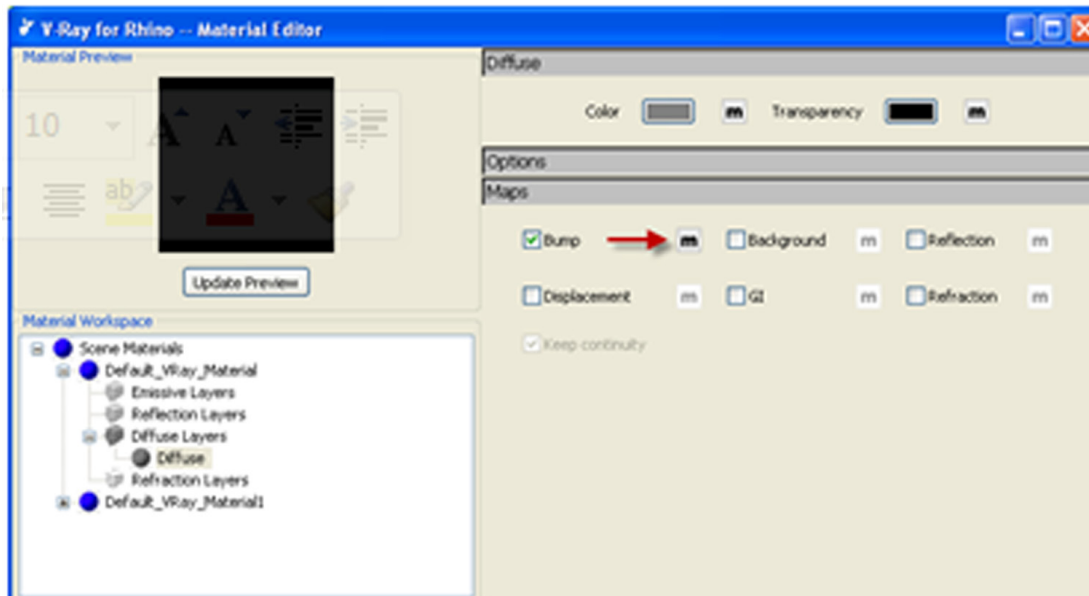 V-Ray for Rhino -- Material Editor
Material Preview
10
A A
ab A
Update Preview
Material Workspace
Scene Materials
Default_VRay_Material
Emissive Layers
Reflection Layers
Diffuse Layers
Diffuse
Refraction Layers
Default_VRay_Material1
Diffuse
Color m Transparency m
Options
Maps
Bump m Background m Reflection m
Displacement m GI m Refraction m
Keep continuity